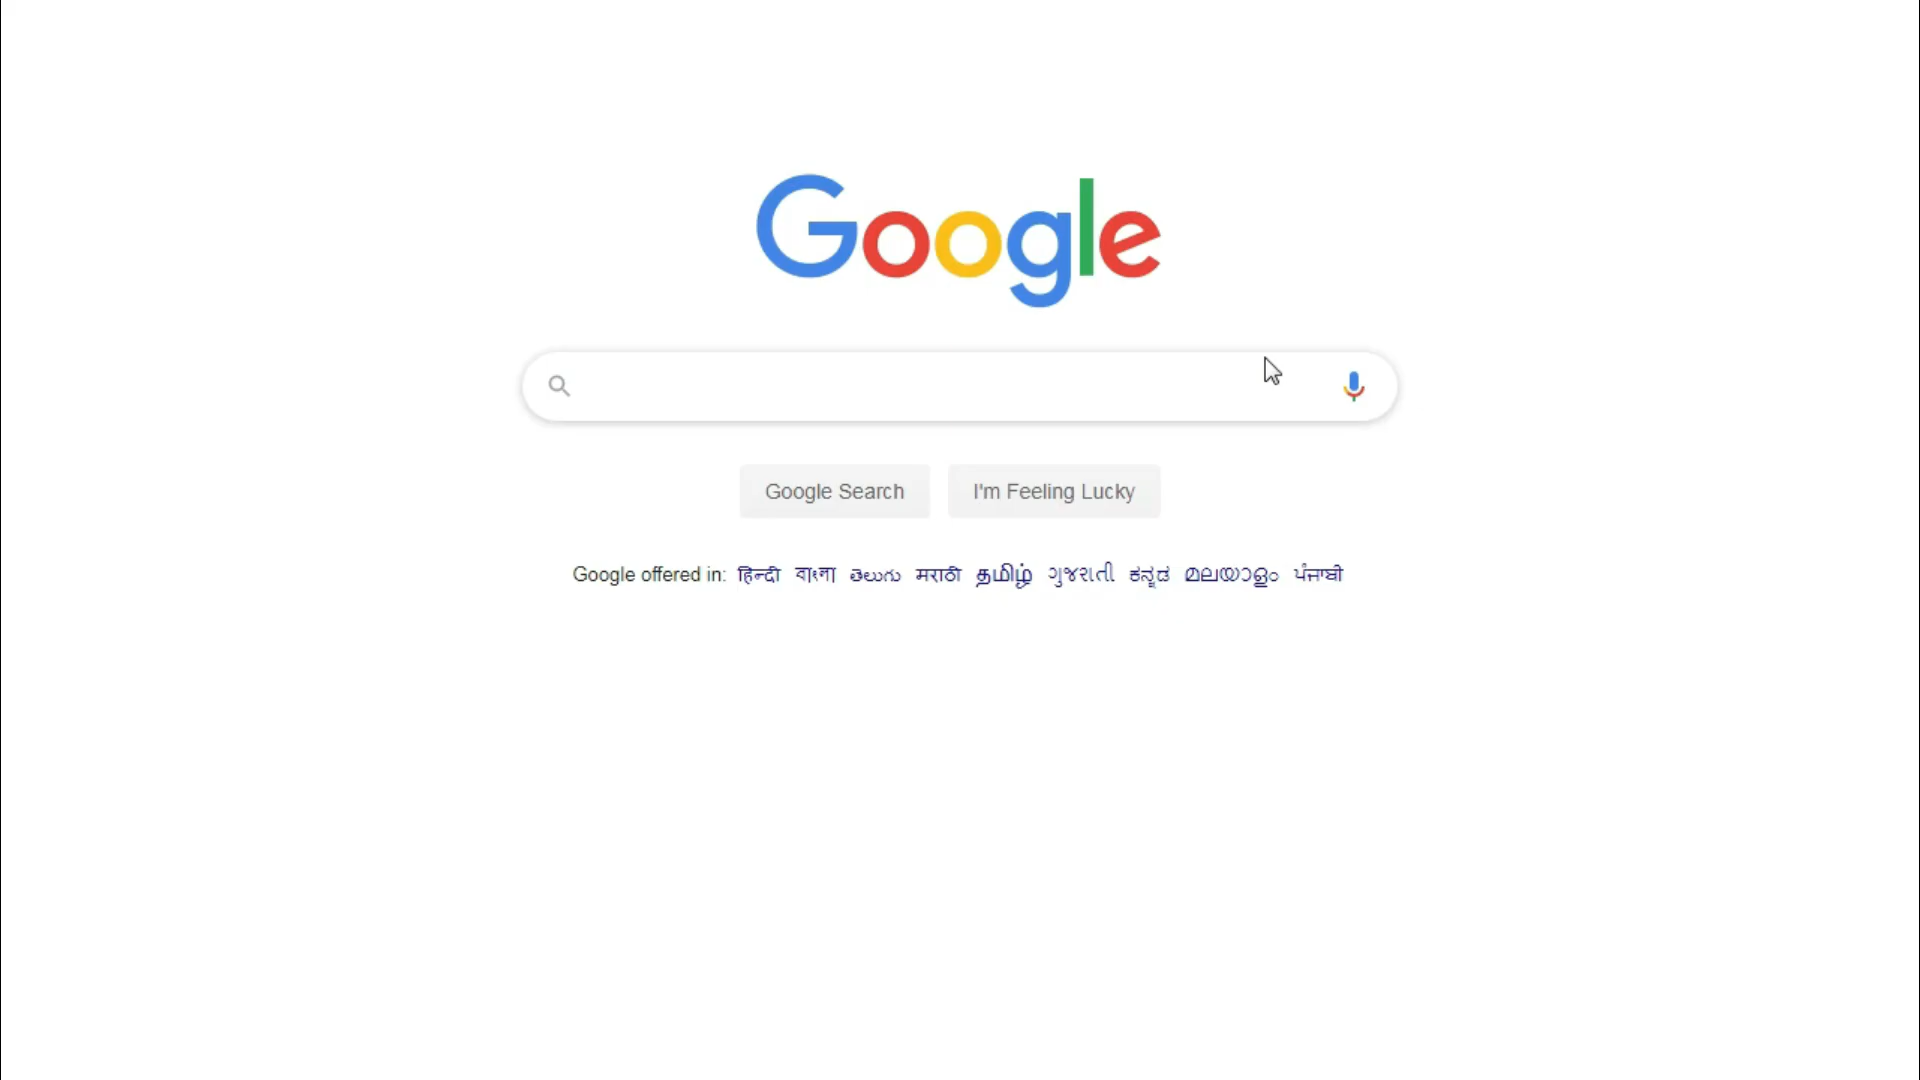 Google
Google Search I'm Feeling Lucky
Google offered in: हिन्दी বাংলা తెలుగు मराठी தமிழ் ગુજરાતી ಕನ್ನಡ മലയാളം ਪੰਜਾਬੀ